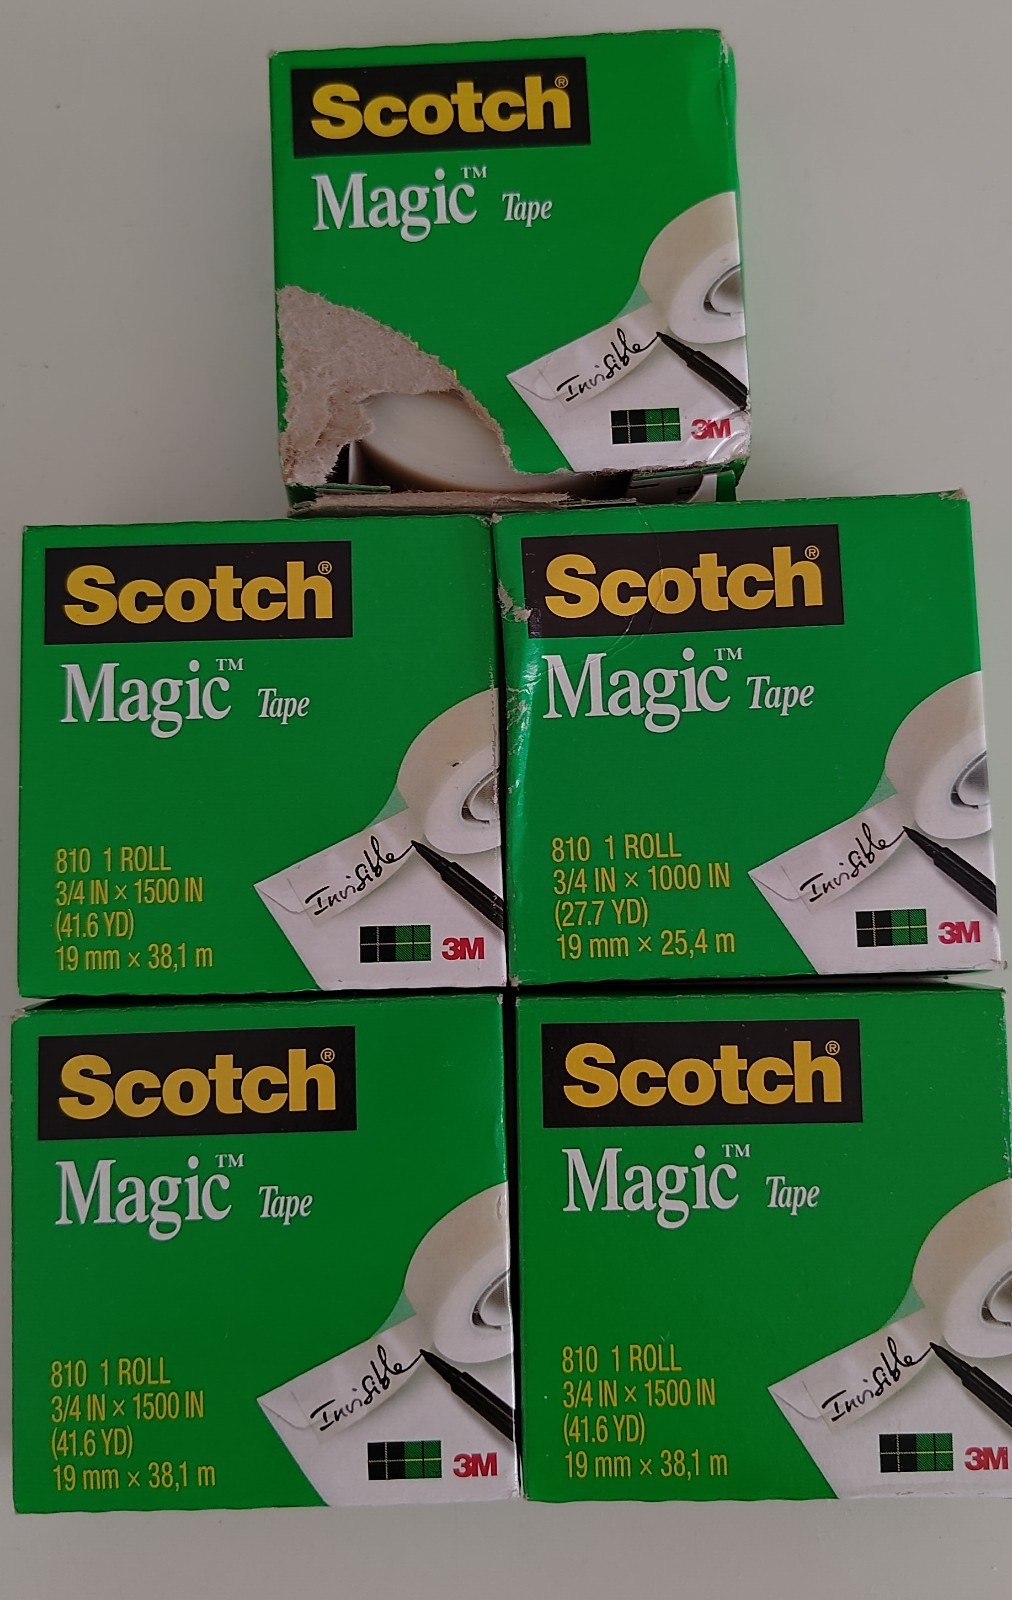 Scotch®
Magic™ Tape
Invisible
3M
Scotch®
Magic™ Tape
810 1 ROLL
3/4 IN × 1500 IN
(41.6 YD)
19 mm × 38,1 m
Invisible
3M
Scotch®
Magic™ Tape
810 1 ROLL
3/4 IN × 1000 IN
(27.7 YD)
19 mm × 25,4 m
Invisible
3M
Scotch®
Magic™ Tape
810 1 ROLL
3/4 IN × 1500 IN
(41.6 YD)
19 mm × 38,1 m
Invisible
3M
Scotch®
Magic™ Tape
810 1 ROLL
3/4 IN × 1500 IN
(41.6 YD)
19 mm × 38,1 m
Invisible
3M